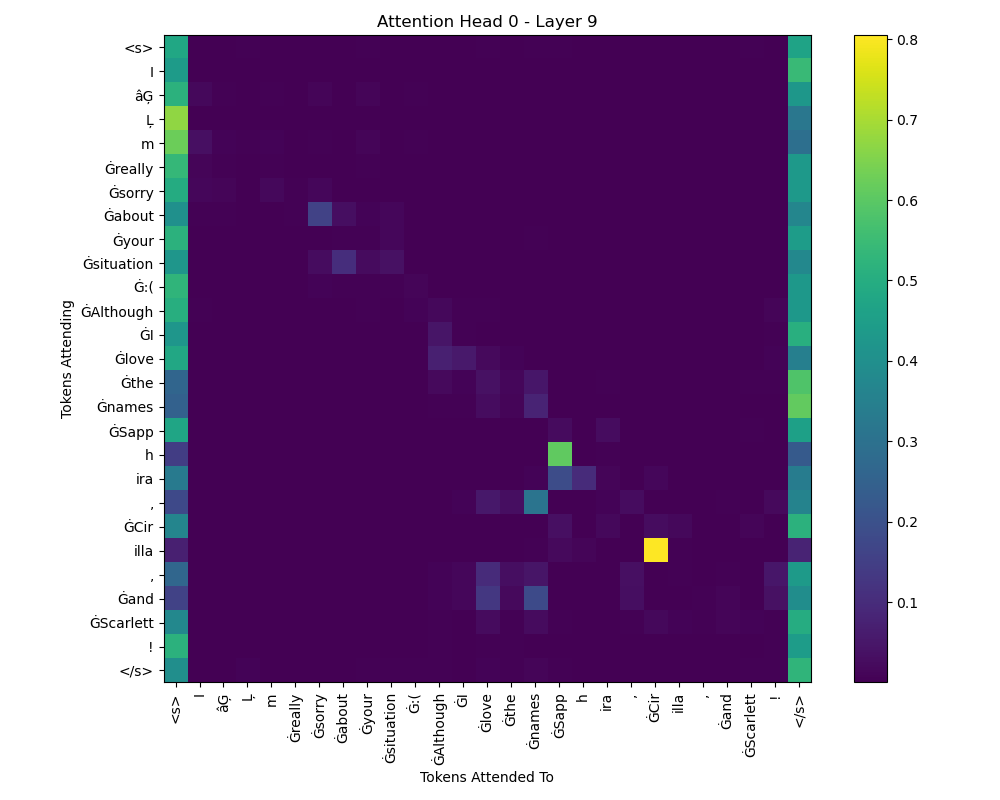 Attention Head 0 - Layer 9
Tokens Attending
<s>
I
âĢ
Ļ
m
Ġreally
Ġsorry
Ġabout
Ġyour
Ġsituation
Ġ:(
ĠAlthough
ĠI
Ġlove
Ġthe
Ġnames
ĠSapp
h
ira
,
ĠCir
illa
,
Ġand
ĠScarlett
!
</s>
<s>
I
âĢ
Ļ
m
Ġreally
Ġsorry
Ġabout
Ġyour
Ġsituation
Ġ:(
ĠAlthough
ĠI
Ġlove
Ġthe
Ġnames
ĠSapp
h
ira
,
ĠCir
illa
,
Ġand
ĠScarlett
!
</s>
Tokens Attended To
0.8
0.7
0.6
0.5
0.4
0.3
0.2
0.1